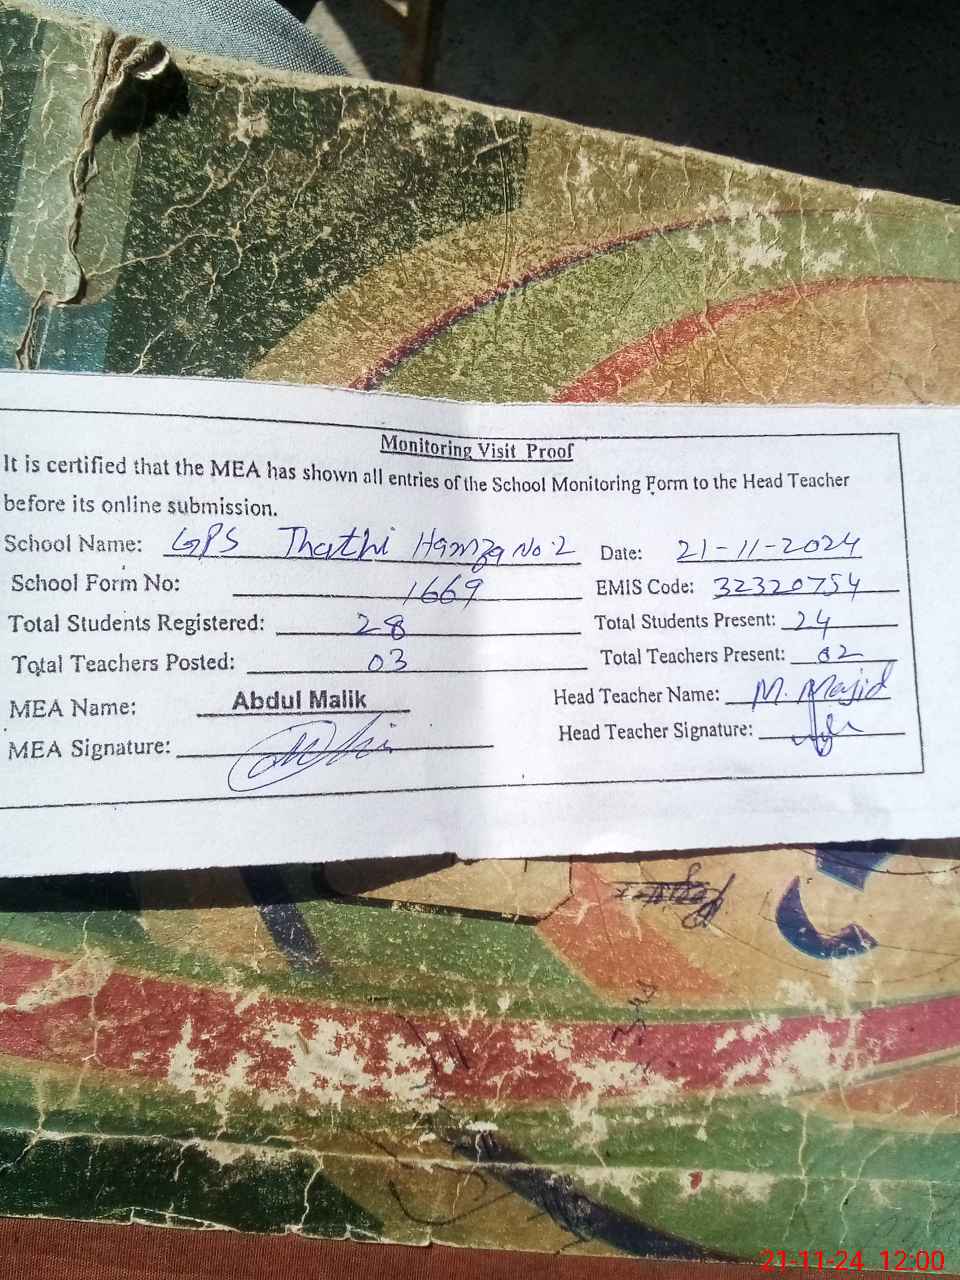 Monitoring Visit Proof
It is certified that the MEA has shown all entries of the School Monitoring Form to the Head Teacher
before its online submission.
School Name: GPS Thathi Hamza No.2 Date: 21-11-2024
School Form No: 1669 EMIS Code: 32320754
Total Students Registered: 28 Total Students Present: 24
Total Teachers Posted: 03 Total Teachers Present: 02
MEA Name: Abdul Malik Head Teacher Name: M. Majid
MEA Signature: Head Teacher Signature:
21-11-24 12:00